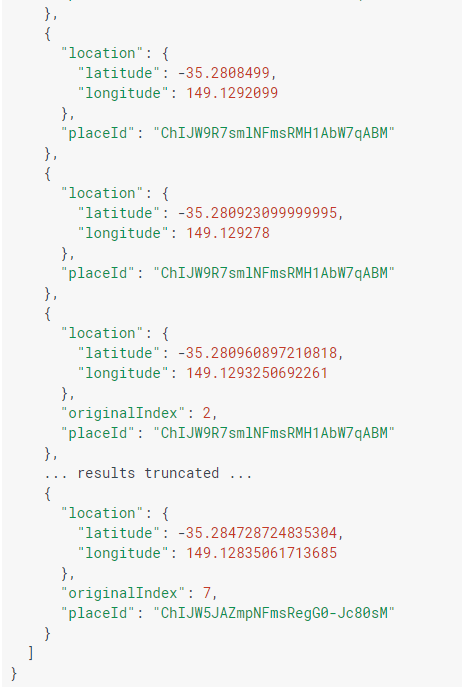 },
{
"location": {
"latitude": -35.2808499,
"longitude": 149.1292099
},
"placeId": "ChIJW9R7smlNFmsRMH1AbW7qABM"
},
{
"location": {
"latitude": -35.280923099999995,
"longitude": 149.129278
},
"placeId": "ChIJW9R7smlNFmsRMH1AbW7qABM"
},
{
"location": {
"latitude": -35.280960897210818,
"longitude": 149.1293250692261
},
"originalIndex": 2,
"placeId": "ChIJW9R7smlNFmsRMH1AbW7qABM"
},
... results truncated ...
{
"location": {
"latitude": -35.284728724835304,
"longitude": 149.12835061713685
},
"originalIndex": 7,
"placeId": "ChIJW5JAZmpNFmsRegG0-Jc80sM"
}
]
}